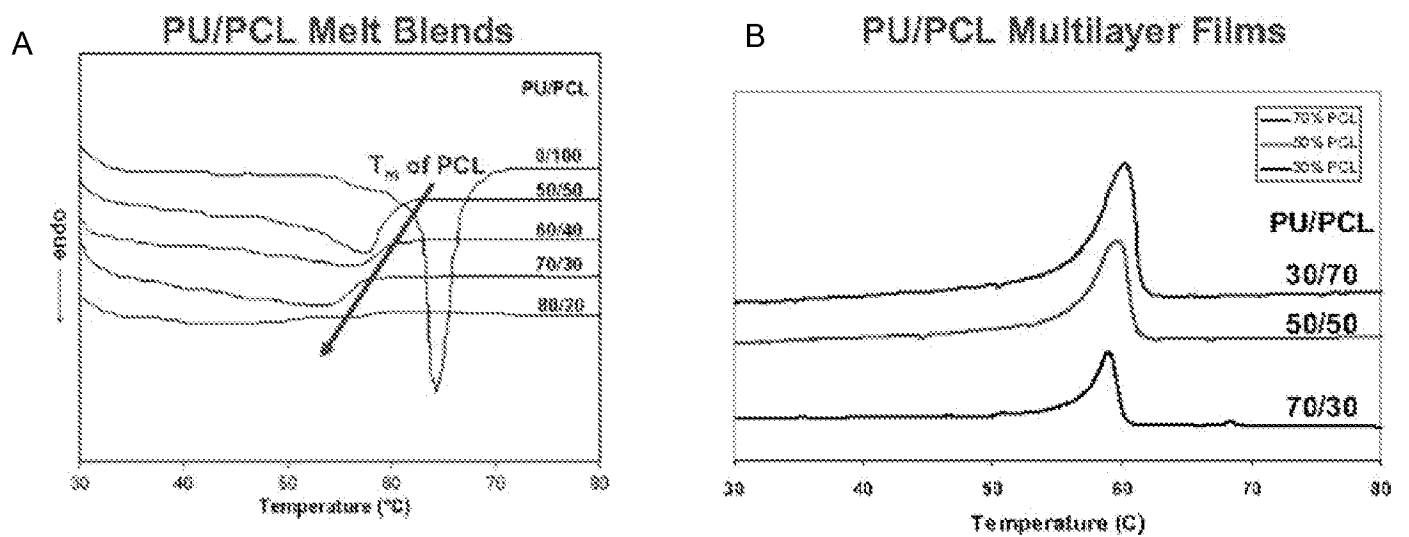 A
PU/PCL Melt Blends
PU/PCL
0/100
Tm of PCL
50/50
60/40
70/30
80/20
endo
30 40 50 60 70 80
Temperature (°C)
B
PU/PCL Multilayer Films
70% PCL
50% PCL
30% PCL
PU/PCL
30/70
50/50
70/30
30 40 50 60 70 80
Temperature (C)